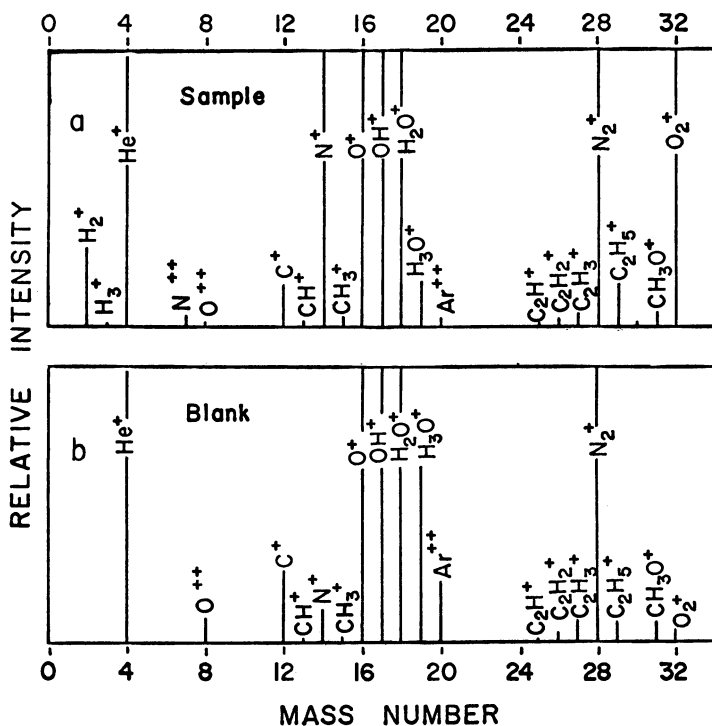 0 4 8 12 16 20 24 28 32
Sample
a
He⁺
H₂⁺
H₃⁺
N⁺⁺
O⁺⁺
C⁺
CH⁺
N⁺
CH₃⁺
O⁺
OH⁺
H₂O⁺
H₃O⁺
Ar⁺⁺
C₂H⁺
C₂H₂⁺
C₂H₃⁺
N₂⁺
C₂H₅⁺
CH₃O⁺
O₂⁺
RELATIVE INTENSITY
Blank
b
He⁺
O⁺⁺
C⁺
CH⁺
N⁺
CH₃⁺
O⁺
OH⁺
H₂O⁺
H₃O⁺
Ar⁺⁺
C₂H⁺
C₂H₂⁺
C₂H₃⁺
N₂⁺
C₂H₅⁺
CH₃O⁺
O₂⁺
0 4 8 12 16 20 24 28 32
MASS NUMBER